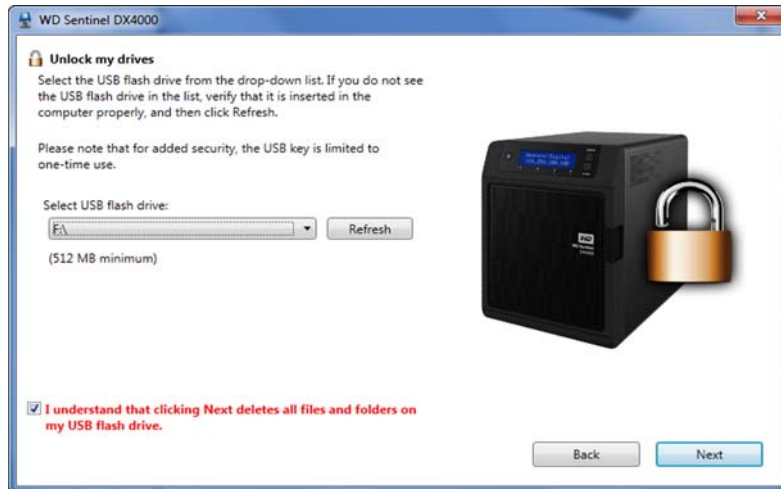 WD Sentinel DX4000
Unlock my drives
Select the USB flash drive from the drop-down list. If you do not see
the USB flash drive in the list, verify that it is inserted in the
computer properly, and then click Refresh.
Please note that for added security, the USB key is limited to
one-time use.
Select USB flash drive:
F:\
Refresh
(512 MB minimum)
Western Digital
WD
I understand that clicking Next deletes all files and folders on
my USB flash drive.
Back
Next